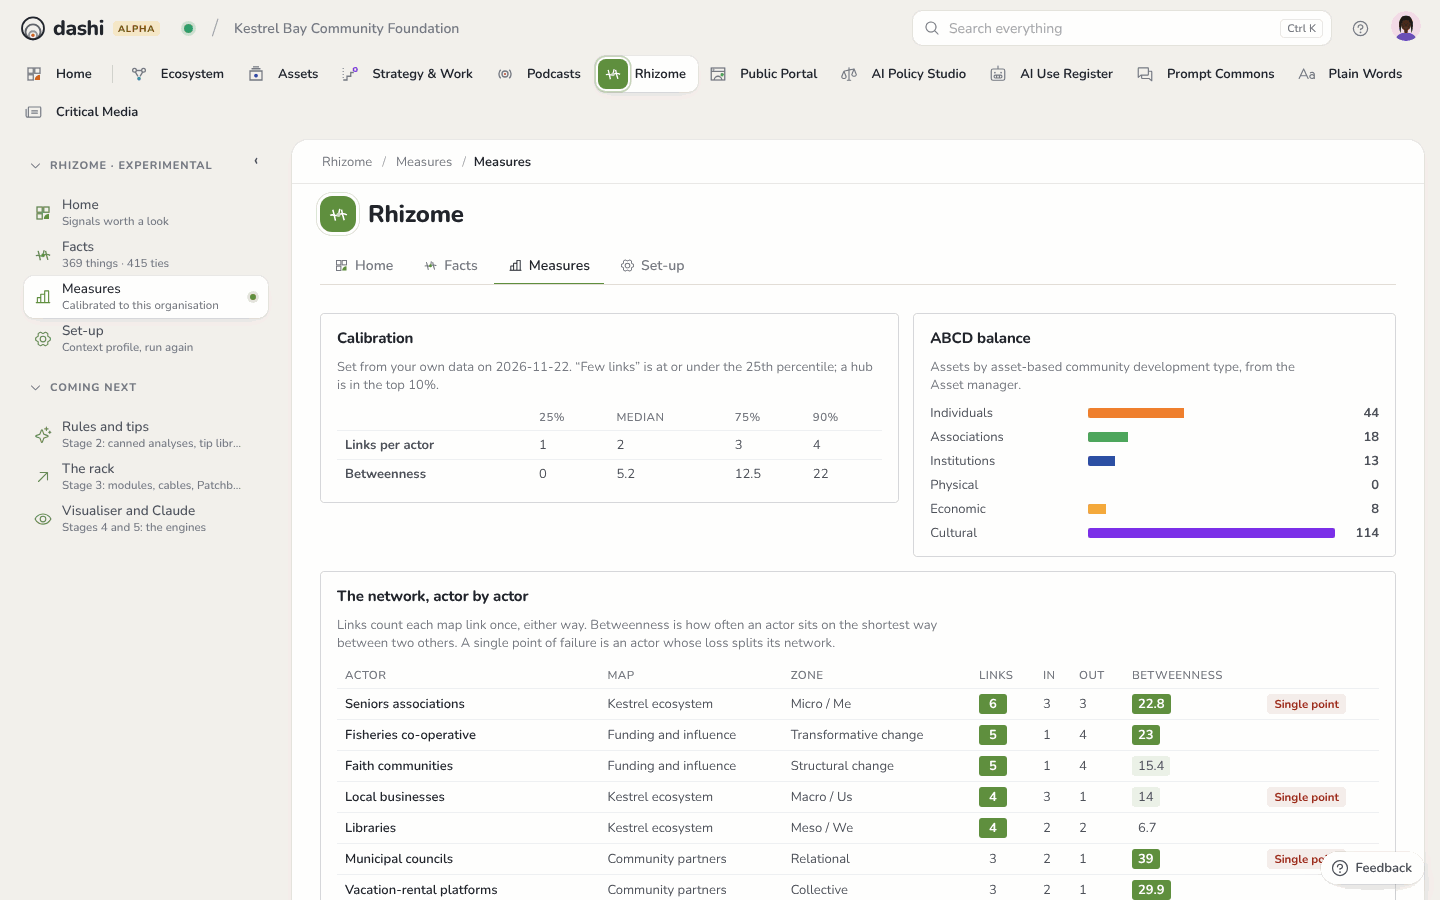 dashi ALPHA / Kestrel Bay Community Foundation
Search everything Ctrl K
Home Ecosystem Assets Strategy & Work Podcasts Rhizome Public Portal AI Policy Studio AI Use Register Prompt Commons Aa Plain Words
Critical Media
RHIZOME · EXPERIMENTAL
Home
Signals worth a look
Facts
369 things · 415 ties
Measures
Calibrated to this organisation
Set-up
Context profile, run again
COMING NEXT
Rules and tips
Stage 2: canned analyses, tip libr...
The rack
Stage 3: modules, cables, Patchb...
Visualiser and Claude
Stages 4 and 5: the engines
Rhizome / Measures / Measures
Rhizome
Home Facts Measures Set-up
Calibration
Set from your own data on 2026-11-22. “Few links” is at or under the 25th percentile; a hub
is in the top 10%.
25% MEDIAN 75% 90%
Links per actor 1 2 3 4
Betweenness 0 5.2 12.5 22
ABCD balance
Assets by asset-based community development type, from the
Asset manager.
Individuals 44
Associations 18
Institutions 13
Physical 0
Economic 8
Cultural 114
The network, actor by actor
Links count each map link once, either way. Betweenness is how often an actor sits on the shortest way
between two others. A single point of failure is an actor whose loss splits its network.
ACTOR MAP ZONE LINKS IN OUT BETWEENNESS
Seniors associations Kestrel ecosystem Micro / Me 6 3 3 22.8 Single point
Fisheries co-operative Funding and influence Transformative change 5 1 4 23
Faith communities Funding and influence Structural change 5 1 4 15.4
Local businesses Kestrel ecosystem Macro / Us 4 3 1 14 Single point
Libraries Kestrel ecosystem Meso / We 4 2 2 6.7
Municipal councils Community partners Relational 3 2 1 39 Single
Vacation-rental platforms Community partners Collective 3 2 1 29.9
Feedback